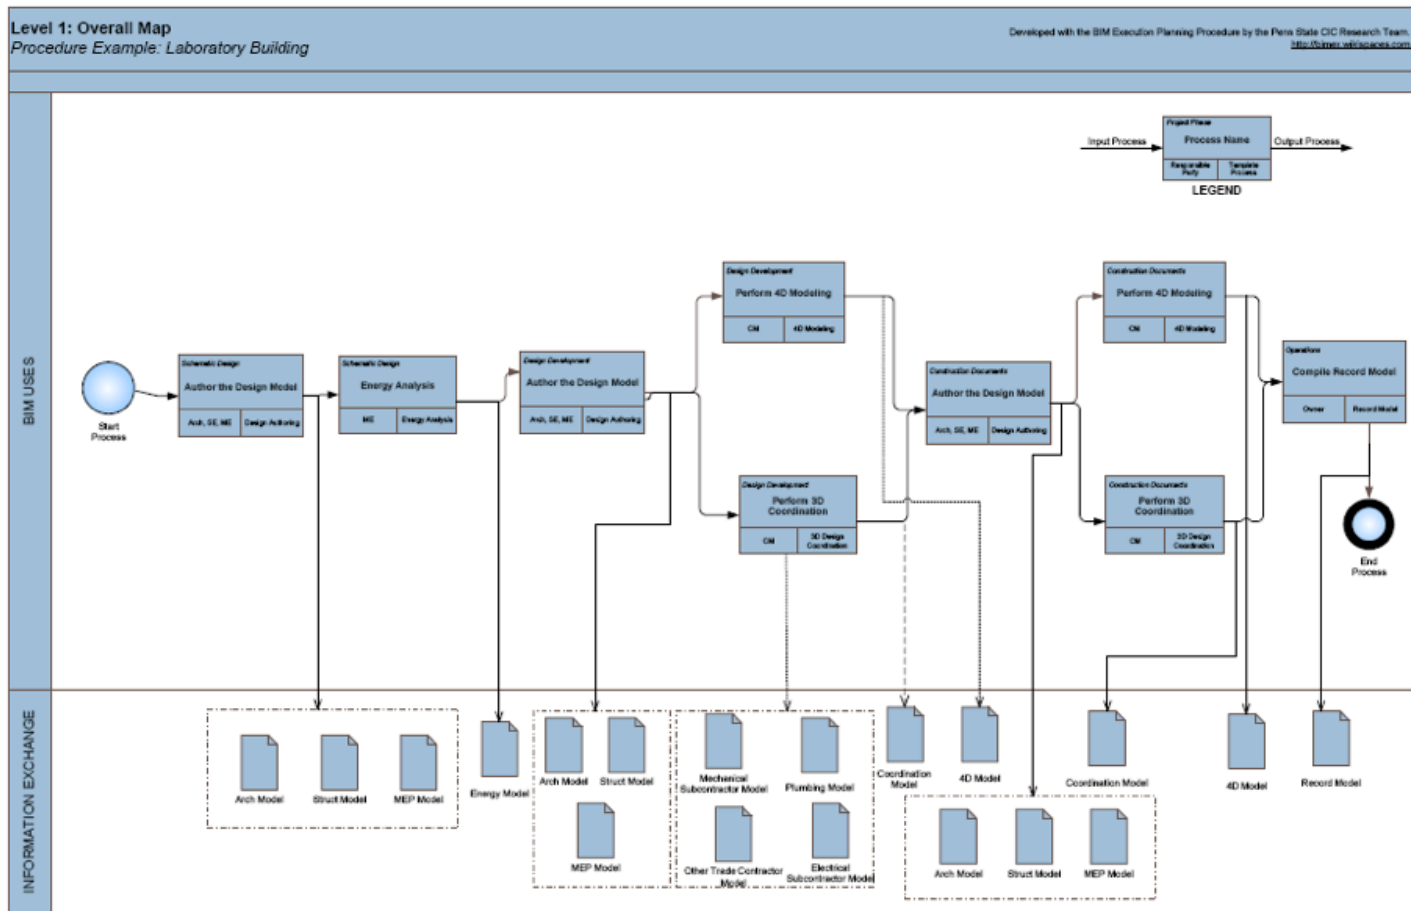 Level 1: Overall Map
Procedure Example: Laboratory Building
Developed with the BIM Execution Planning Procedure by the Penn State CIC Research Team.
http://bimex.wikispaces.com
BIM USES
Input Process
Project Phase
Process Name
Responsible
Party
Template
Process
Output Process
LEGEND
Start
Process
Schematic Design
Author the Design Model
Arch, SE, ME
Design Authoring
Schematic Design
Energy Analysis
ME
Energy Analysis
Design Development
Author the Design Model
Arch, SE, ME
Design Authoring
Design Development
Perform 4D Modeling
CM
4D Modeling
Design Development
Perform 3D
Coordination
CM
3D Design
Coordination
Construction Documents
Author the Design Model
Arch, SE, ME
Design Authoring
Construction Documents
Perform 4D Modeling
CM
4D Modeling
Construction Documents
Perform 3D
Coordination
CM
3D Design
Coordination
Operations
Compile Record Model
Owner
Record Model
End
Process
INFORMATION EXCHANGE
Arch Model
Struct Model
MEP Model
Energy Model
Arch Model
Struct Model
MEP Model
Mechanical
Subcontractor Model
Plumbing Model
Other Trade Contractor
Model
Electrical
Subcontractor Model
Coordination
Model
4D Model
Arch Model
Struct Model
MEP Model
Coordination Model
4D Model
Record Model